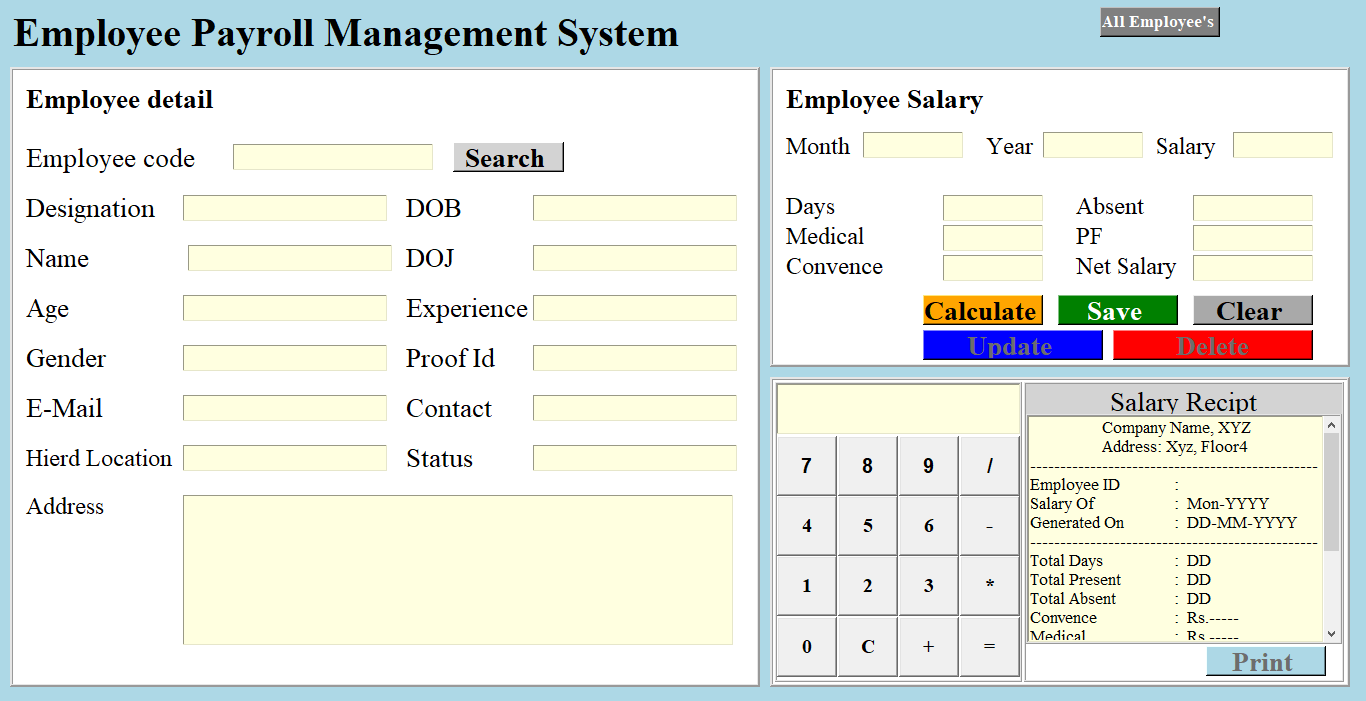 Employee Payroll Management System
All Employee's
Employee detail
Employee code Search
Designation DOB
Name DOJ
Age Experience
Gender Proof Id
E-Mail Contact
Hierd Location Status
Address
Employee Salary
Month Year Salary
Days Absent
Medical PF
Convence Net Salary
Calculate Save Clear
Update Delete
7 8 9 /
4 5 6 -
1 2 3 *
0 C + =
Salary Recipt
Company Name, XYZ
Address: Xyz, Floor4
------------------------------------------------
Employee ID :
Salary Of : Mon-YYYY
Generated On : DD-MM-YYYY
------------------------------------------------
Total Days : DD
Total Present : DD
Total Absent : DD
Convence : Rs.-----
Medical : Rs.-----
Print